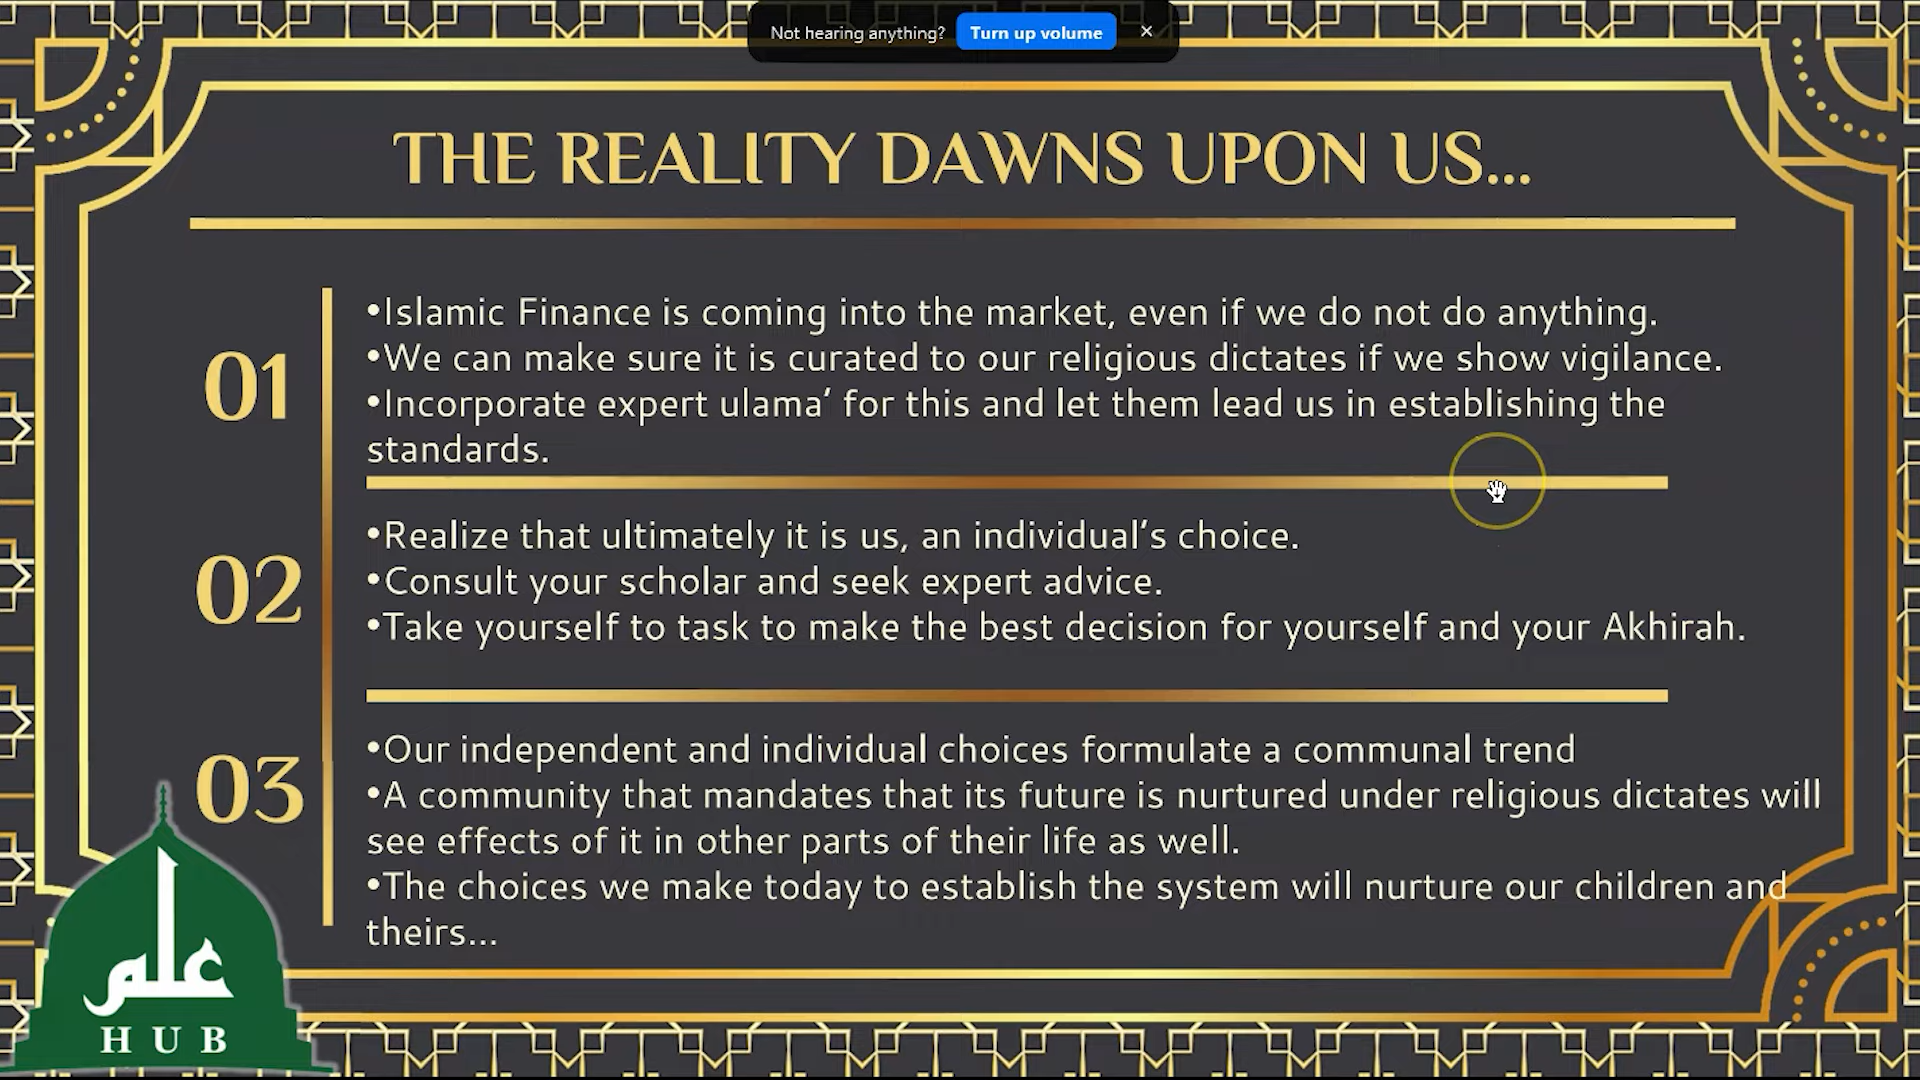 Not hearing anything? Turn up volume ×
THE REALITY DAWNS UPON US...
01
•Islamic Finance is coming into the market, even if we do not do anything.
•We can make sure it is curated to our religious dictates if we show vigilance.
•Incorporate expert ulama’ for this and let them lead us in establishing the
standards.
02
•Realize that ultimately it is us, an individual’s choice.
•Consult your scholar and seek expert advice.
•Take yourself to task to make the best decision for yourself and your Akhirah.
03
•Our independent and individual choices formulate a communal trend
•A community that mandates that its future is nurtured under religious dictates will
see effects of it in other parts of their life as well.
•The choices we make today to establish the system will nurture our children and
theirs...
علم
HUB